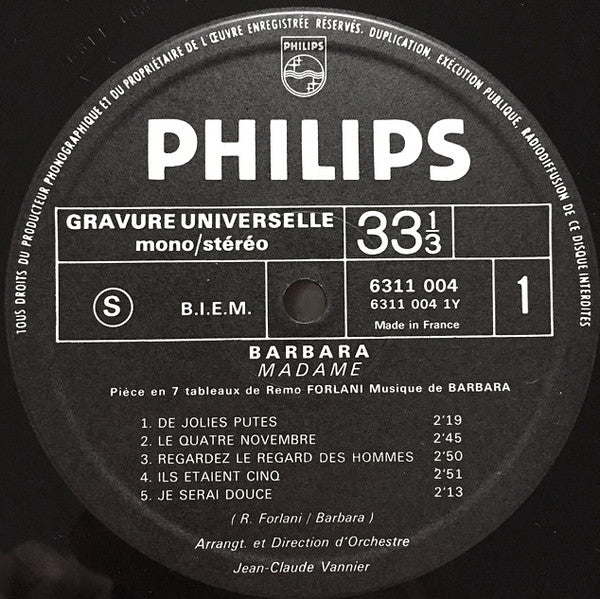 TOUS DROITS DU PRODUCTEUR PHONOGRAPHIQUE ET DU PROPRIÉTAIRE DE L'ŒUVRE ENREGISTRÉE RÉSERVÉS. DUPLICATION, EXÉCUTION PUBLIQUE, RADIODIFFUSION DE CE DISQUE INTERDITES
PHILIPS
PHILIPS
GRAVURE UNIVERSELLE
mono/stéréo
33 1/3
S
B.I.E.M.
6311 004
6311 004 1Y
Made in France
1
BARBARA
MADAME
Pièce en 7 tableaux de Remo FORLANI Musique de BARBARA
1. DE JOLIES PUTES 2'19
2. LE QUATRE NOVEMBRE 2'45
3. REGARDEZ LE REGARD DES HOMMES 2'50
4. ILS ETAIENT CINQ 2'51
5. JE SERAI DOUCE 2'13
( R. Forlani / Barbara )
Arrangt. et Direction d'Orchestre
Jean-Claude Vannier